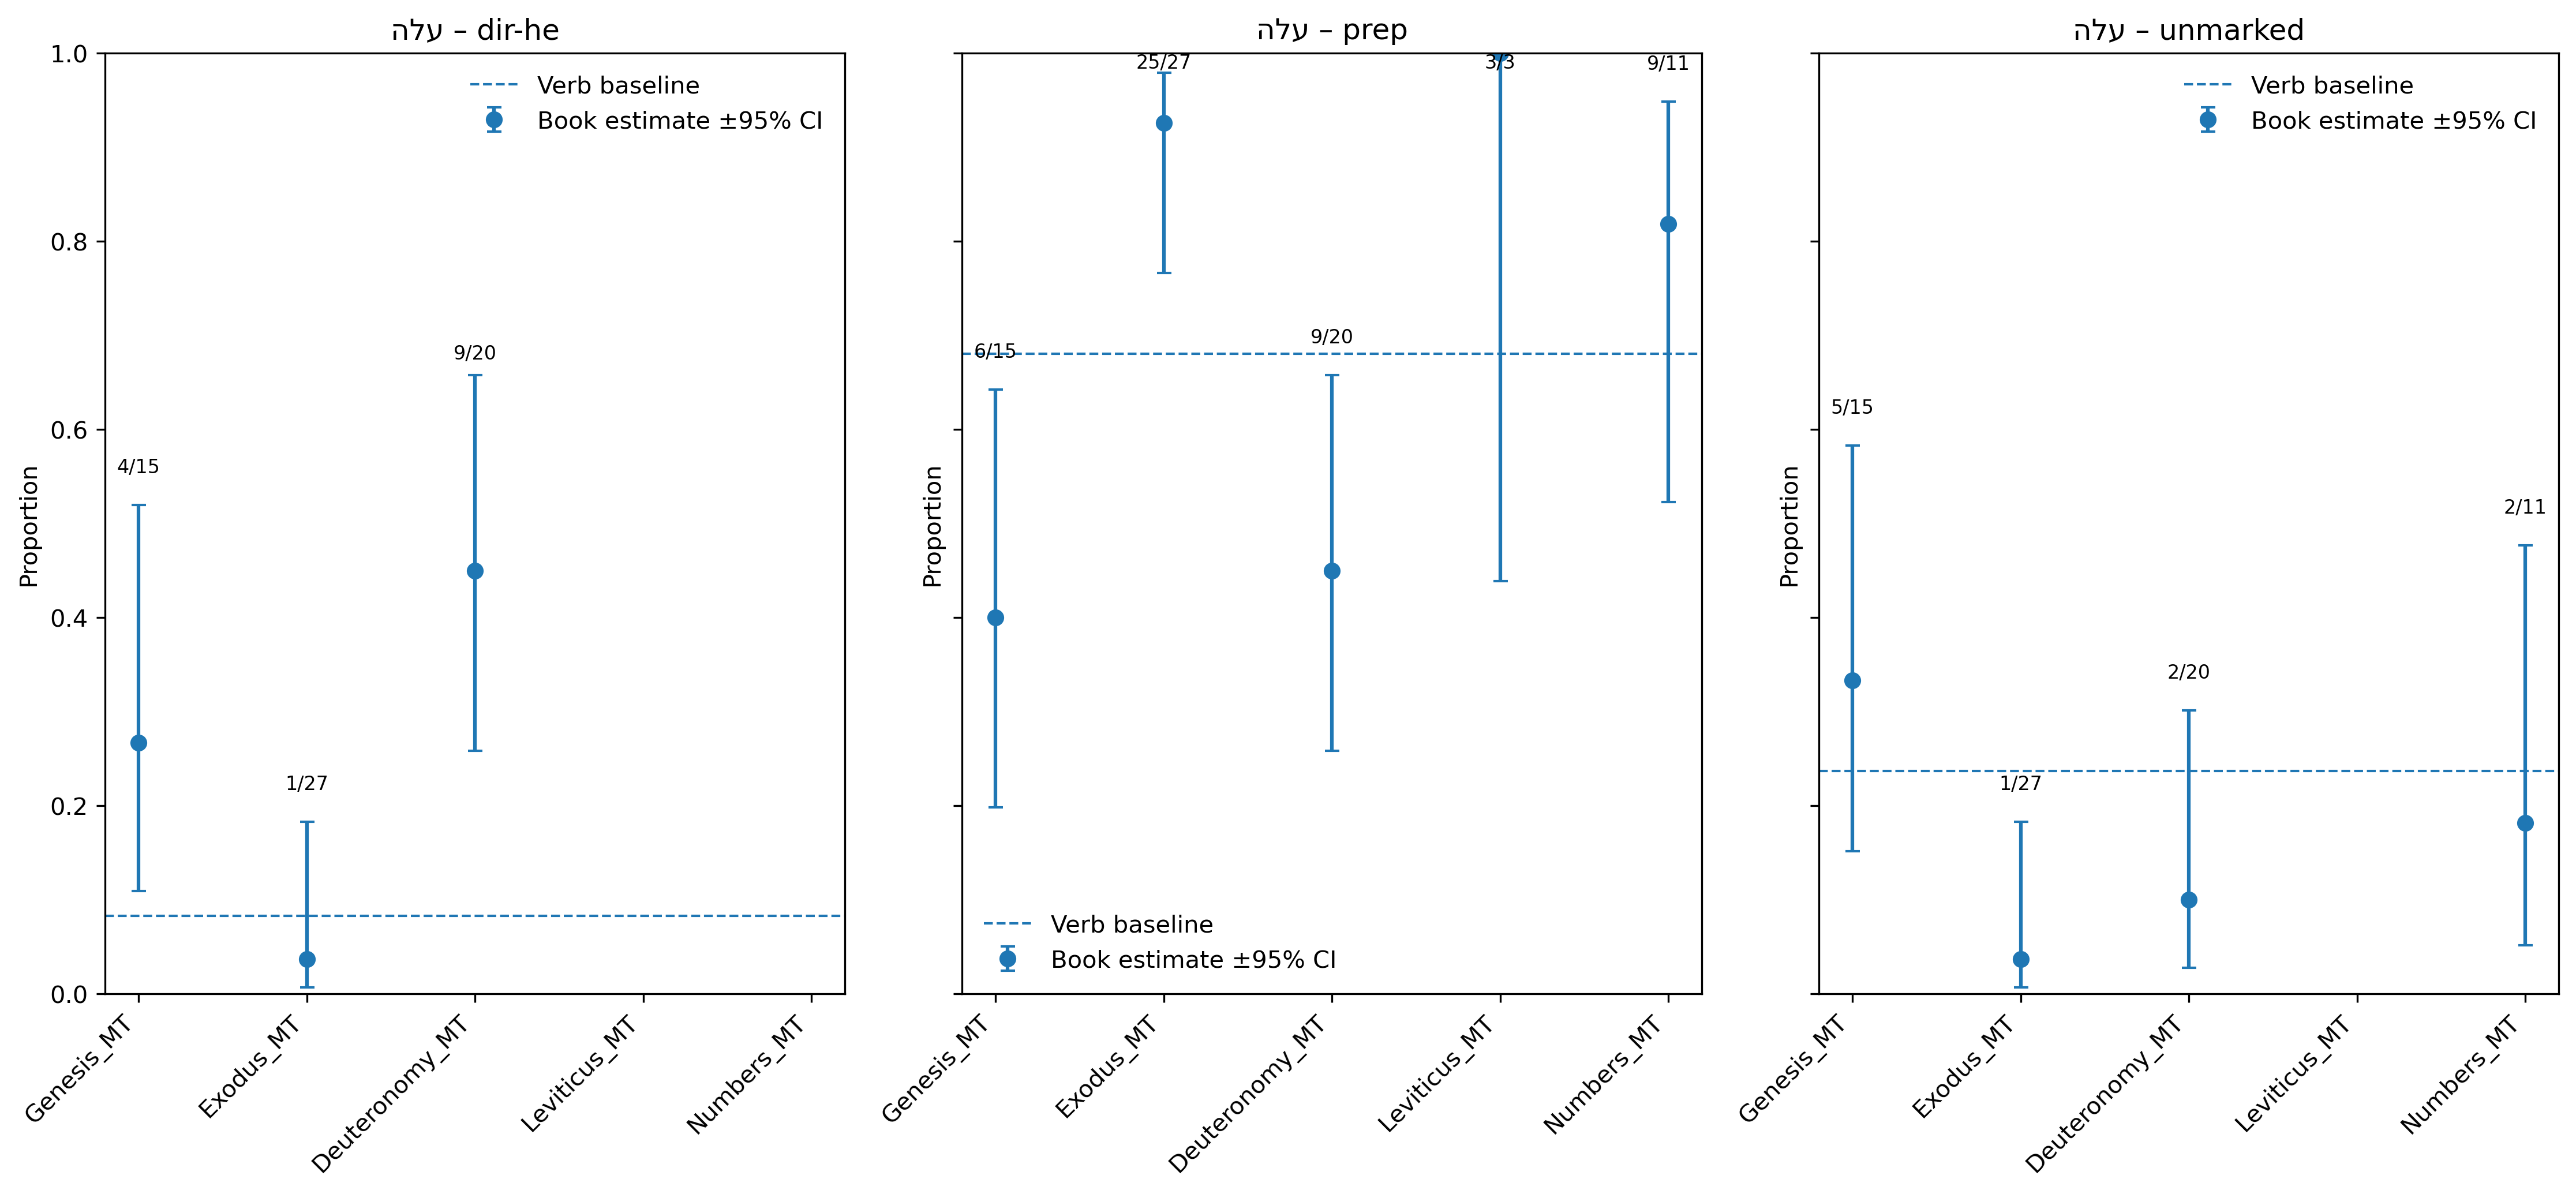 עלה – dir-he
Proportion
1.0
0.8
0.6
0.4
0.2
0.0
Verb baseline
Book estimate ±95% CI
4/15
1/27
9/20
Genesis_MT
Exodus_MT
Deuteronomy_MT
Leviticus_MT
Numbers_MT
עלה – prep
Proportion
6/15
25/27
9/20
3/3
9/11
Verb baseline
Book estimate ±95% CI
Genesis_MT
Exodus_MT
Deuteronomy_MT
Leviticus_MT
Numbers_MT
עלה – unmarked
Proportion
Verb baseline
Book estimate ±95% CI
5/15
1/27
2/20
2/11
Genesis_MT
Exodus_MT
Deuteronomy_MT
Leviticus_MT
Numbers_MT